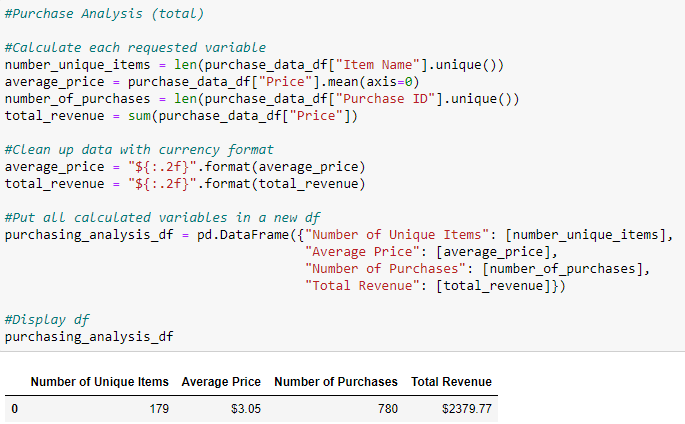 #Purchase Analysis (total)
#Calculate each requested variable
number_unique_items = len(purchase_data_df["Item Name"].unique())
average_price = purchase_data_df["Price"].mean(axis=0)
number_of_purchases = len(purchase_data_df["Purchase ID"].unique())
total_revenue = sum(purchase_data_df["Price"])
#Clean up data with currency format
average_price = "${:.2f}".format(average_price)
total_revenue = "${:.2f}".format(total_revenue)
#Put all calculated variables in a new df
purchasing_analysis_df = pd.DataFrame({"Number of Unique Items": [number_unique_items],
"Average Price": [average_price],
"Number of Purchases": [number_of_purchases],
"Total Revenue": [total_revenue]})
#Display df
purchasing_analysis_df
Number of Unique Items Average Price Number of Purchases Total Revenue
0 179 $3.05 780 $2379.77